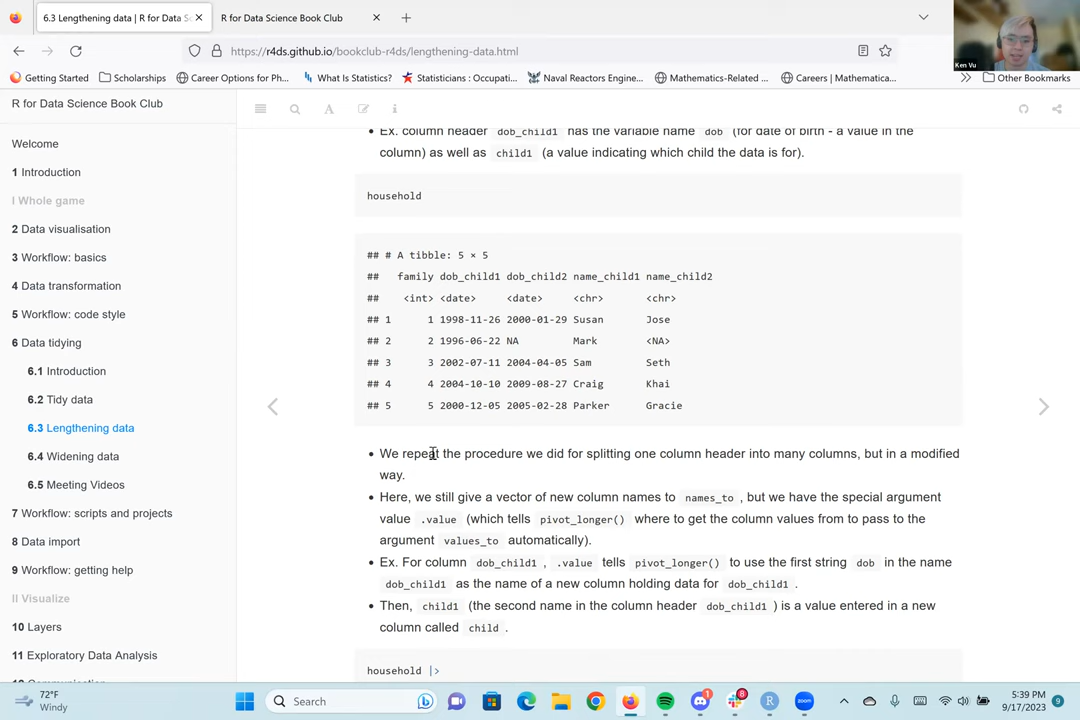 6.3 Lengthening data | R for Data Sc
R for Data Science Book Club
https://r4ds.github.io/bookclub-r4ds/lengthening-data.html
Getting Started
Scholarships
Career Options for Ph...
What Is Statistics?
Statisticians : Occupati...
Naval Reactors Engine...
Mathematics-Related ...
Careers | Mathematica...
Other Bookmarks
Ken Vu
R for Data Science Book Club
Welcome
1 Introduction
I Whole game
2 Data visualisation
3 Workflow: basics
4 Data transformation
5 Workflow: code style
6 Data tidying
6.1 Introduction
6.2 Tidy data
6.3 Lengthening data
6.4 Widening data
6.5 Meeting Videos
7 Workflow: scripts and projects
8 Data import
9 Workflow: getting help
II Visualize
10 Layers
11 Exploratory Data Analysis
• Ex. column header dob_child1 has the variable name dob (for date of birth - a value in the
column) as well as child1 (a value indicating which child the data is for).
household
## # A tibble: 5 × 5
## family dob_child1 dob_child2 name_child1 name_child2
## <int> <date> <date> <chr> <chr>
## 1 1 1998-11-26 2000-01-29 Susan Jose
## 2 2 1996-06-22 NA Mark <NA>
## 3 3 2002-07-11 2004-04-05 Sam Seth
## 4 4 2004-10-10 2009-08-27 Craig Khai
## 5 5 2000-12-05 2005-02-28 Parker Gracie
• We repeat the procedure we did for splitting one column header into many columns, but in a modified
way.
• Here, we still give a vector of new column names to names_to , but we have the special argument
value .value (which tells pivot_longer() where to get the column values from to pass to the
argument values_to automatically).
• Ex. For column dob_child1 , .value tells pivot_longer() to use the first string dob in the name
dob_child1 as the name of a new column holding data for dob_child1 .
• Then, child1 (the second name in the column header dob_child1 ) is a value entered in a new
column called child .
household |>
72°F
Windy
Search
1
8
5:39 PM
9/17/2023
9